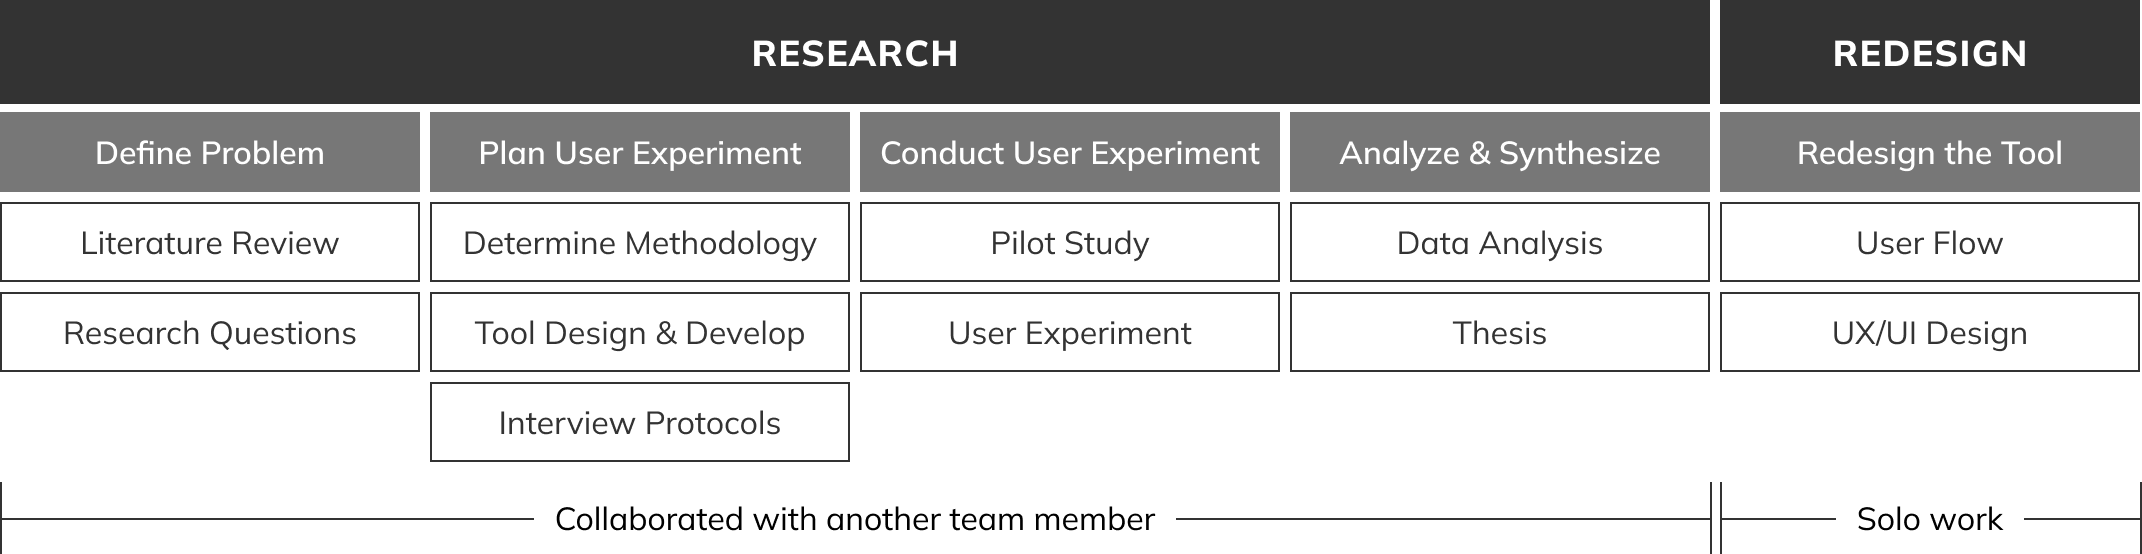 RESEARCH
REDESIGN
Define Problem
Plan User Experiment
Conduct User Experiment
Analyze & Synthesize
Redesign the Tool
Literature Review
Determine Methodology
Pilot Study
Data Analysis
User Flow
Research Questions
Tool Design & Develop
User Experiment
Thesis
UX/UI Design
Interview Protocols
Collaborated with another team member
Solo work